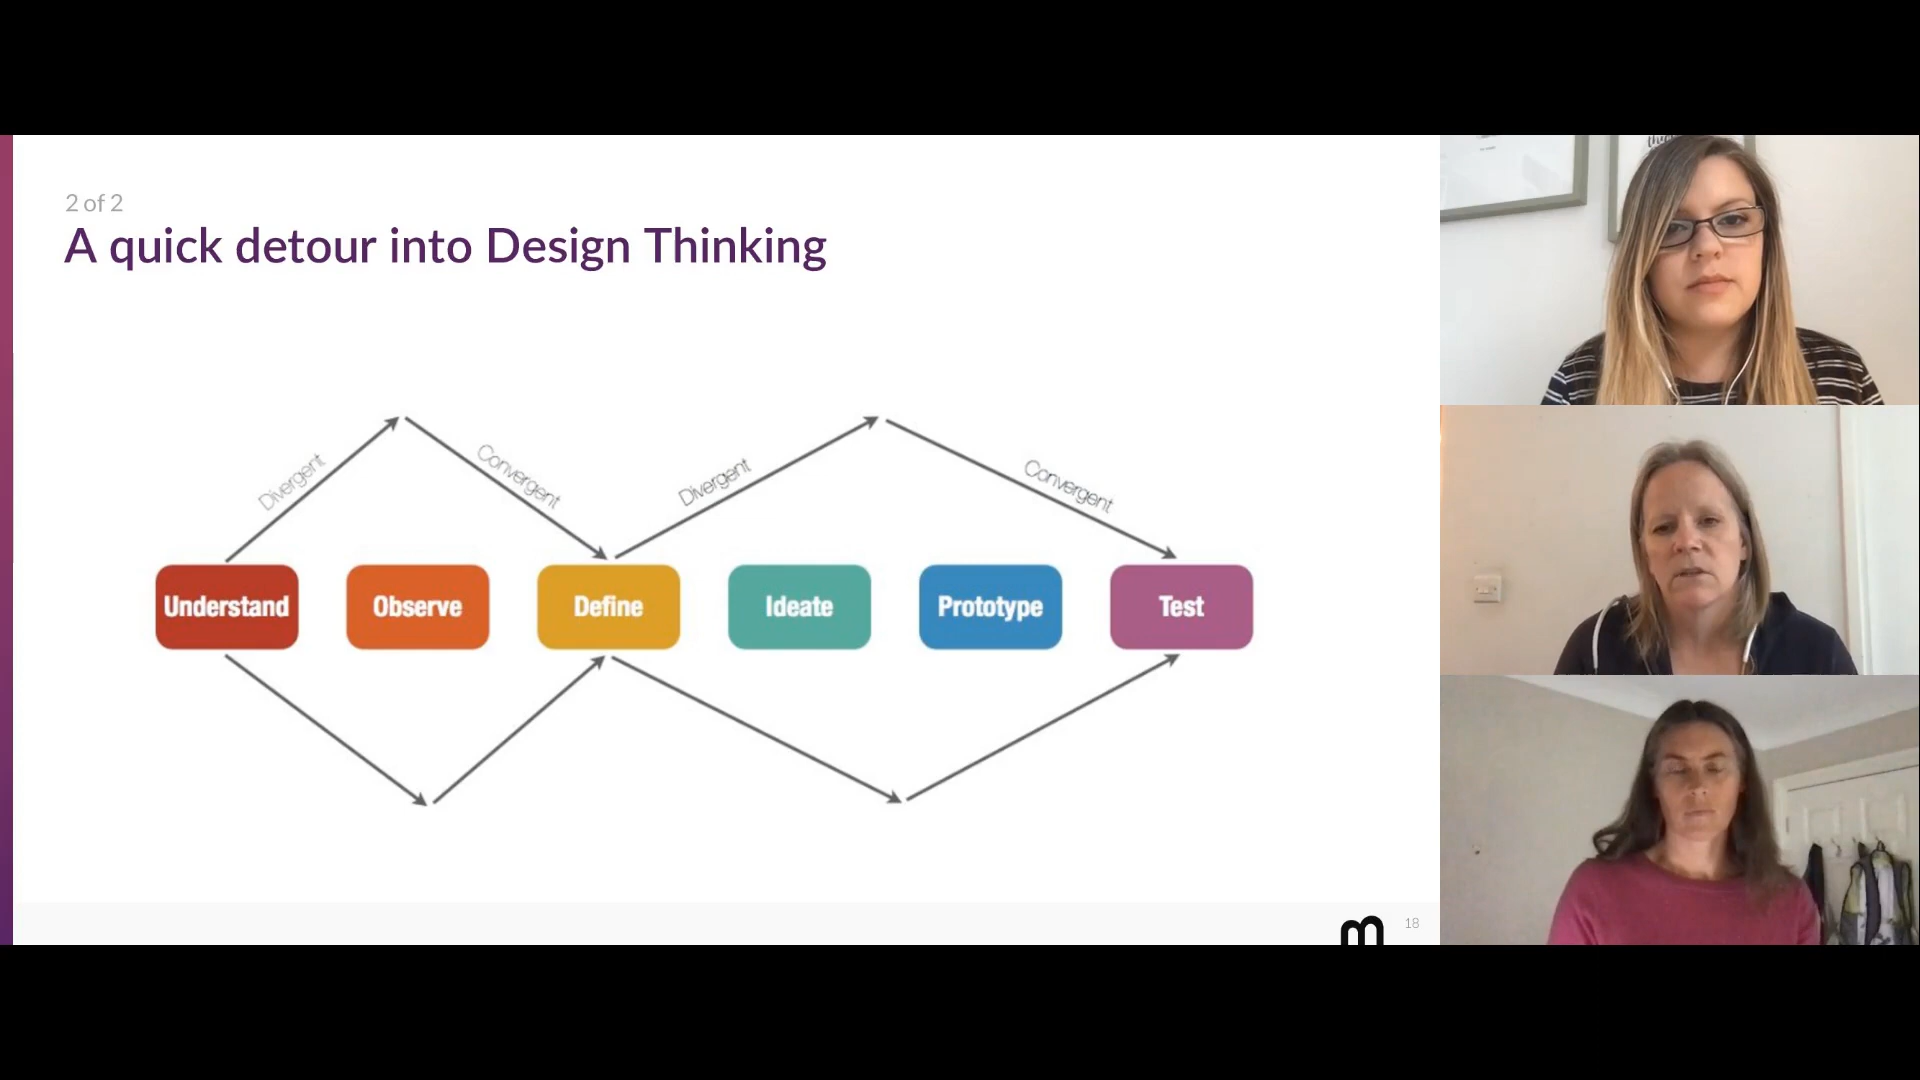 2 of 2
A quick detour into Design Thinking
Divergent
Convergent
Divergent
Convergent
Understand
Observe
Define
Ideate
Prototype
Test
m
18